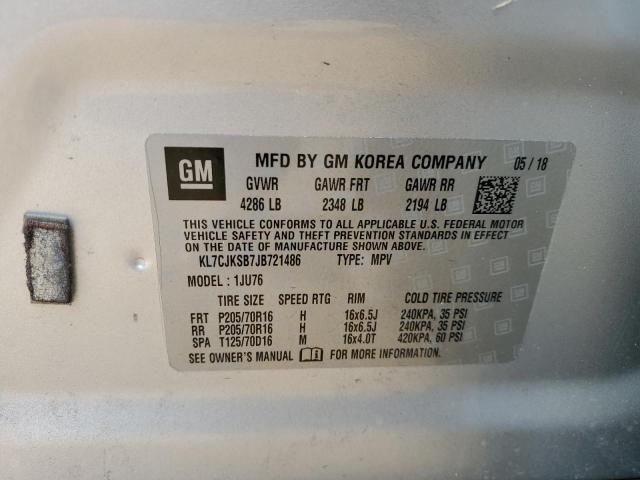 GM MFD BY GM KOREA COMPANY 05/18
GVWR GAWR FRT GAWR RR
4286 LB 2348 LB 2194 LB
THIS VEHICLE CONFORMS TO ALL APPLICABLE U.S. FEDERAL MOTOR
VEHICLE SAFETY AND THEFT PREVENTION STANDARDS IN EFFECT
ON THE DATE OF MANUFACTURE SHOWN ABOVE.
KL7CJKSB7JB721486 TYPE: MPV
MODEL : 1JU76
TIRE SIZE SPEED RTG RIM COLD TIRE PRESSURE
FRT P205/70R16 H 16x6.5J 240KPA, 35 PSI
RR P205/70R16 H 16x6.5J 240KPA, 35 PSI
SPA T125/70D16 M 16x4.0T 420KPA, 60 PSI
SEE OWNER'S MANUAL FOR MORE INFORMATION.